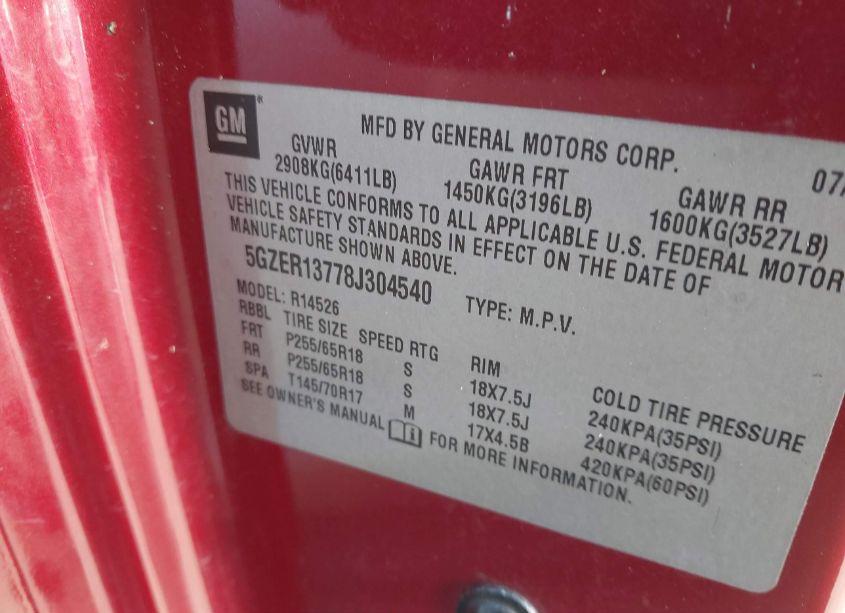 GM
MFD BY GENERAL MOTORS CORP. 07/
GVWR GAWR FRT GAWR RR
2908KG(6411LB) 1450KG(3196LB) 1600KG(3527LB)
THIS VEHICLE CONFORMS TO ALL APPLICABLE U.S. FEDERAL MOTOR
VEHICLE SAFETY STANDARDS IN EFFECT ON THE DATE OF
MANUFACTURE SHOWN ABOVE.
5GZER13778J304540 TYPE: M.P.V.
MODEL: R14526
RBBL TIRE SIZE SPEED RTG RIM COLD TIRE PRESSURE
FRT P255/65R18 S 18X7.5J 240KPA(35PSI)
RR P255/65R18 S 18X7.5J 240KPA(35PSI)
SPA T145/70R17 M 17X4.5B 420KPA(60PSI)
SEE OWNER'S MANUAL FOR MORE INFORMATION.